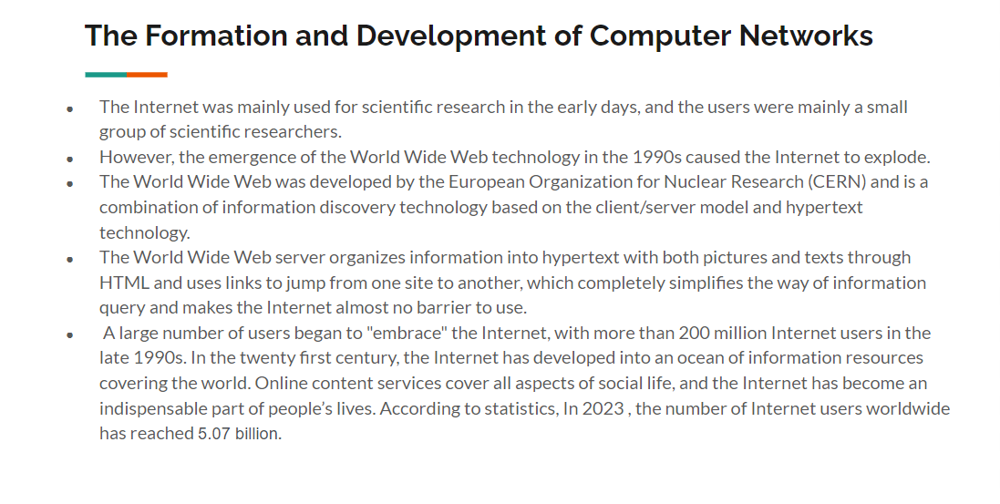 The Formation and Development of Computer Networks
● The Internet was mainly used for scientific research in the early days, and the users were mainly a small
group of scientific researchers.
● However, the emergence of the World Wide Web technology in the 1990s caused the Internet to explode.
● The World Wide Web was developed by the European Organization for Nuclear Research (CERN) and is a
combination of information discovery technology based on the client/server model and hypertext
technology.
● The World Wide Web server organizes information into hypertext with both pictures and texts through
HTML and uses links to jump from one site to another, which completely simplifies the way of information
query and makes the Internet almost no barrier to use.
● A large number of users began to "embrace" the Internet, with more than 200 million Internet users in the
late 1990s. In the twenty first century, the Internet has developed into an ocean of information resources
covering the world. Online content services cover all aspects of social life, and the Internet has become an
indispensable part of people’s lives. According to statistics, In 2023 , the number of Internet users worldwide
has reached 5.07 billion.